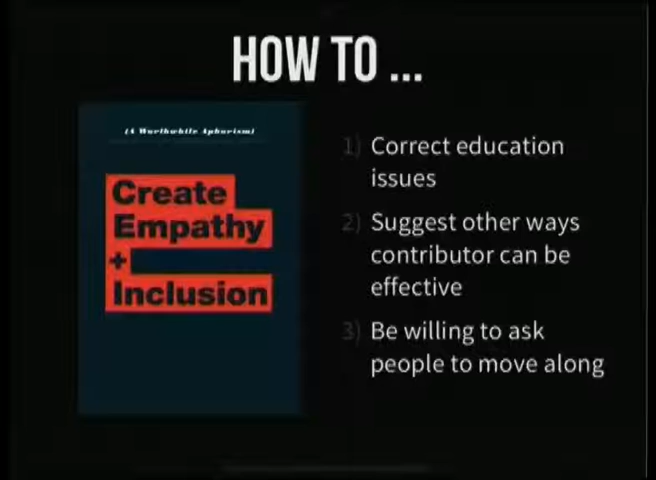 HOW TO ...
(A Worthwhile Aphorism)
Create
Empathy
+
Inclusion
1) Correct education
issues
2) Suggest other ways
contributor can be
effective
3) Be willing to ask
people to move along